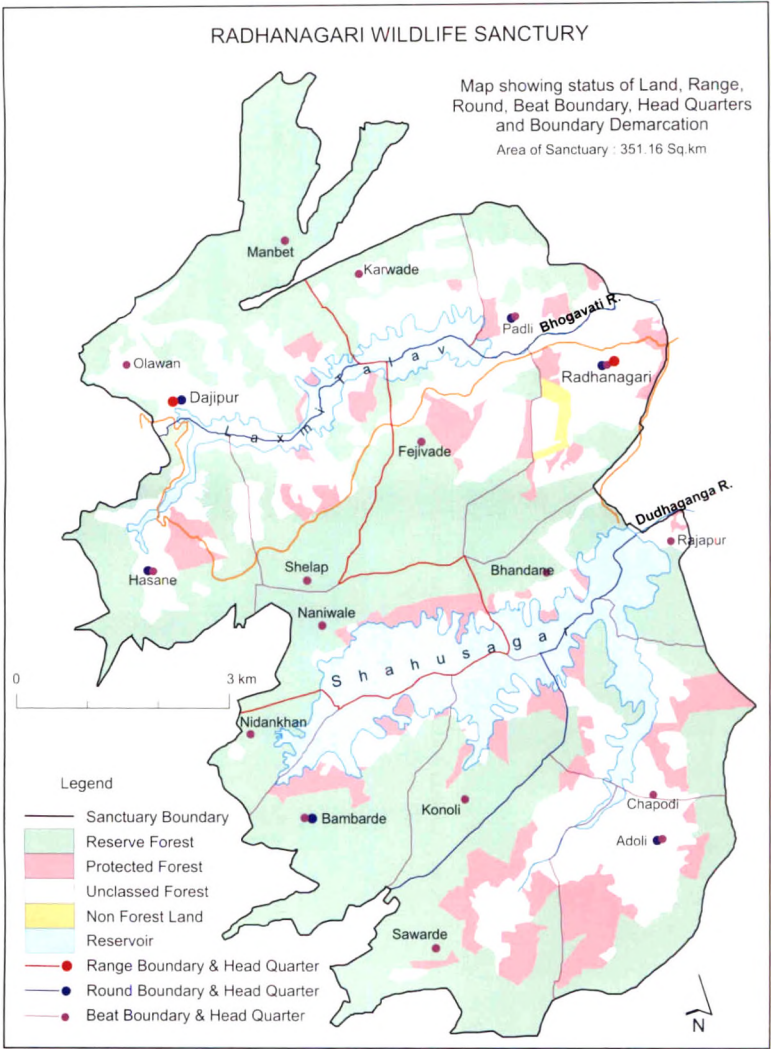 RADHANAGARI WILDLIFE SANCTURY
Map showing status of Land, Range,
Round, Beat Boundary, Head Quarters
and Boundary Demarcation
Area of Sanctuary : 351.16 Sq.km
Manbet
Karwade
Padli
Bhogavati R.
Olawan
Radhanagari
Dajipur
Laxmi Talav
Fejivade
Dudhaganga R.
Rajapur
Hasane
Shelap
Bhandane
Naniwale
Shahusagar
0 3 km
Nidankhan
Bambarde
Konoli
Chapodi
Adoli
Sawarde
Legend
Sanctuary Boundary
Reserve Forest
Protected Forest
Unclassed Forest
Non Forest Land
Reservoir
Range Boundary & Head Quarter
Round Boundary & Head Quarter
Beat Boundary & Head Quarter
N